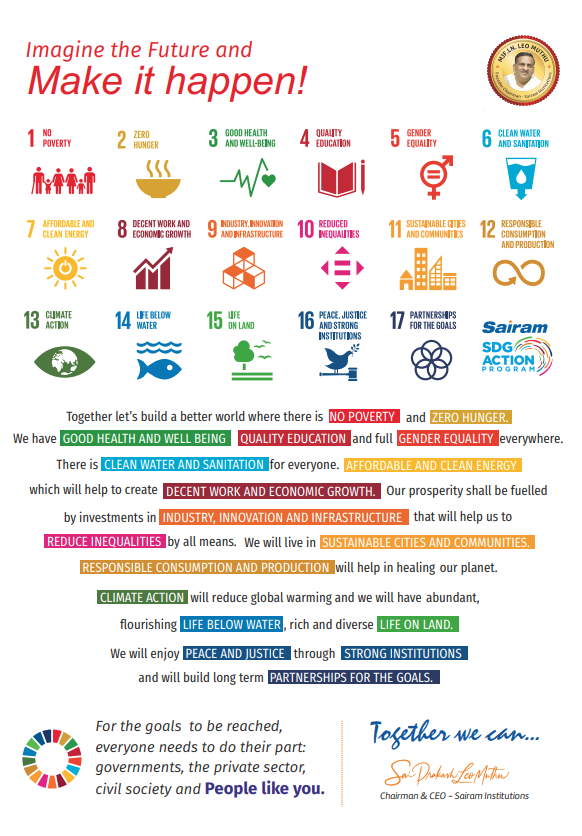 Imagine the Future and
Make it happen!
MJF.LN. LEO MUTHU
1 NO POVERTY
2 ZERO HUNGER
3 GOOD HEALTH AND WELL-BEING
4 QUALITY EDUCATION
5 GENDER EQUALITY
6 CLEAN WATER AND SANITATION
7 AFFORDABLE AND CLEAN ENERGY
8 DECENT WORK AND ECONOMIC GROWTH
9 INDUSTRY, INNOVATION AND INFRASTRUCTURE
10 REDUCED INEQUALITIES
11 SUSTAINABLE CITIES AND COMMUNITIES
12 RESPONSIBLE CONSUMPTION AND PRODUCTION
13 CLIMATE ACTION
14 LIFE BELOW WATER
15 LIFE ON LAND
16 PEACE, JUSTICE AND STRONG INSTITUTIONS
17 PARTNERSHIPS FOR THE GOALS
Sairam
SDG
ACTION
PROGRAM
Together let's build a better world where there is NO POVERTY and ZERO HUNGER.
We have GOOD HEALTH AND WELL BEING QUALITY EDUCATION and full GENDER EQUALITY everywhere.
There is CLEAN WATER AND SANITATION for everyone. AFFORDABLE AND CLEAN ENERGY
which will help to create DECENT WORK AND ECONOMIC GROWTH. Our prosperity shall be fuelled
by investments in INDUSTRY, INNOVATION AND INFRASTRUCTURE that will help us to
REDUCE INEQUALITIES by all means. We will live in SUSTAINABLE CITIES AND COMMUNITIES.
RESPONSIBLE CONSUMPTION AND PRODUCTION will help in healing our planet.
CLIMATE ACTION will reduce global warming and we will have abundant,
flourishing LIFE BELOW WATER, rich and diverse LIFE ON LAND.
We will enjoy PEACE AND JUSTICE through STRONG INSTITUTIONS
and will build long term PARTNERSHIPS FOR THE GOALS.
For the goals to be reached,
everyone needs to do their part:
governments, the private sector,
civil society and People like you.
Together we can...
Sai Prakash LeoMuthu
Chairman & CEO – Sairam Institutions